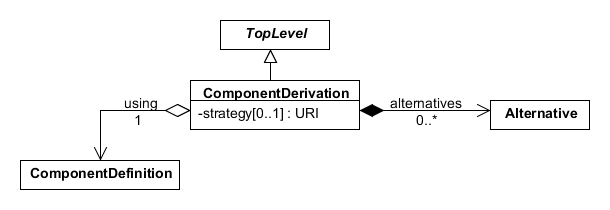 TopLevel
ComponentDerivation
-strategy[0..1] : URI
using
1
alternatives
0..*
Alternative
ComponentDefinition